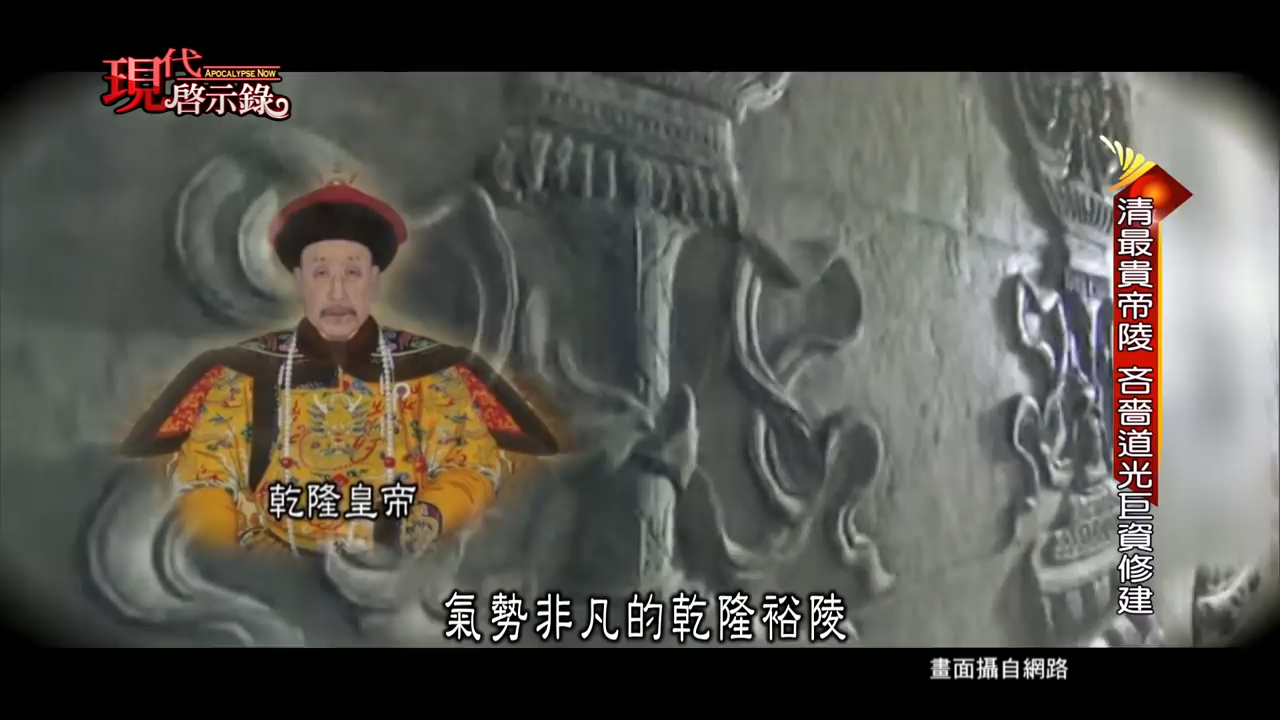 現代啓示錄
APOCALYPSE NOW
清最貴帝陵 吝嗇道光巨資修建
乾隆皇帝
氣勢非凡的乾隆裕陵
畫面攝自網路